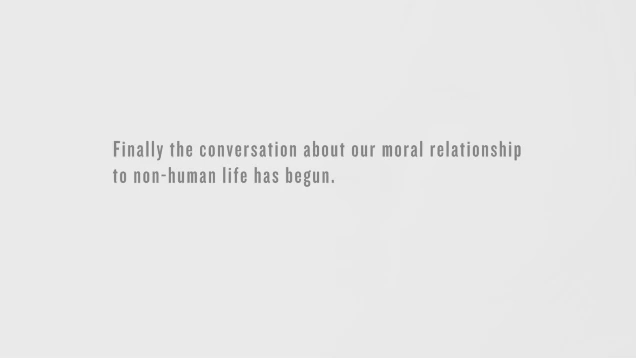 Finally the conversation about our moral relationship
to non-human life has begun.